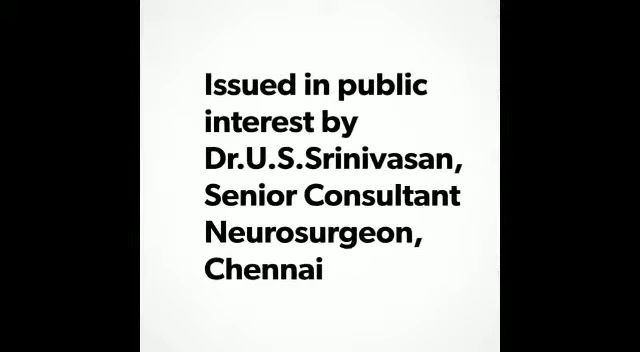 Issued in public
interest by
Dr.U.S.Srinivasan,
Senior Consultant
Neurosurgeon,
Chennai